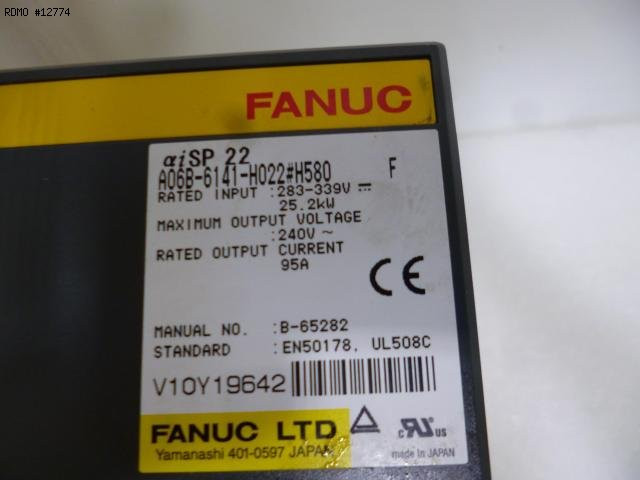 RDMO #12774
FANUC
αiSP 22
A06B-6141-H022#H580 F
RATED INPUT :283-339V ⎓
25.2kW
MAXIMUM OUTPUT VOLTAGE
:240V ~
RATED OUTPUT CURRENT
95A
CE
MANUAL NO. :B-65282
STANDARD :EN50178, UL508C
V10Y19642
FANUC LTD
Yamanashi 401-0597 JAPAN
c RU us
made in JAPAN